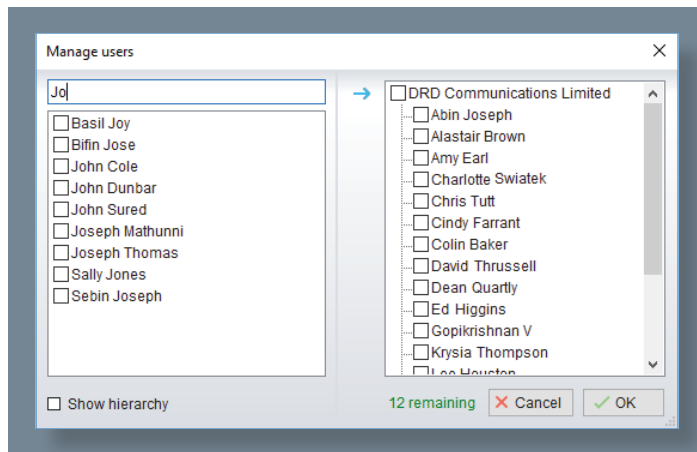 Manage users
Jo
Basil Joy
Bifin Jose
John Cole
John Dunbar
John Sured
Joseph Mathunni
Joseph Thomas
Sally Jones
Sebin Joseph
Show hierarchy
DRD Communications Limited
Abin Joseph
Alastair Brown
Amy Earl
Charlotte Swiatek
Chris Tutt
Cindy Farrant
Colin Baker
David Thrussell
Dean Quartly
Ed Higgins
Gopikrishnan V
Krysia Thompson
12 remaining Cancel OK